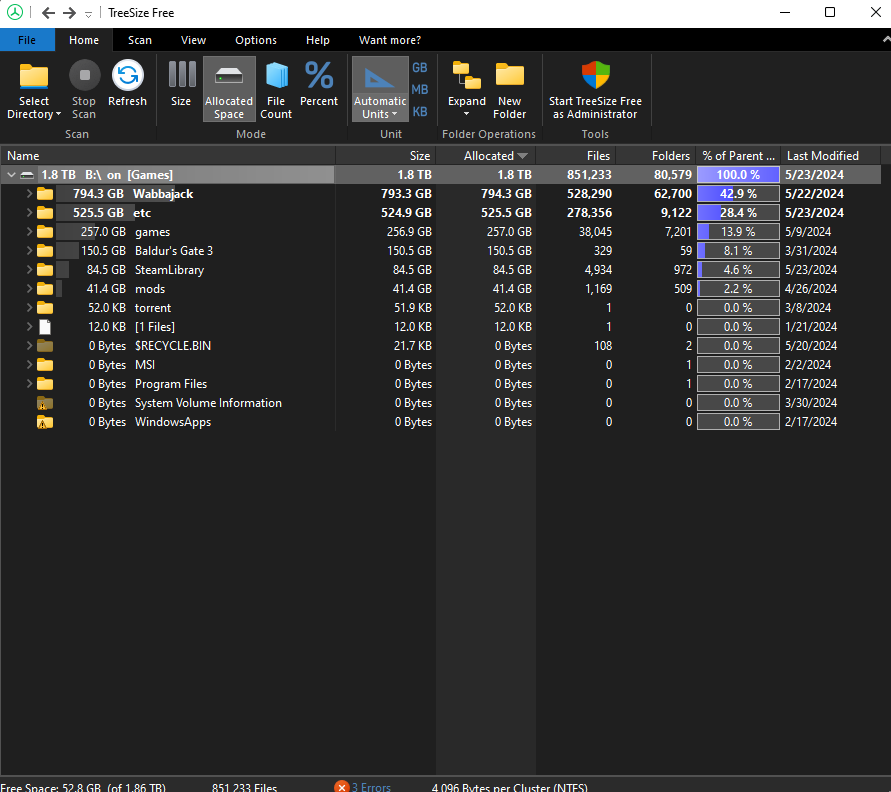 TreeSize Free
File Home Scan View Options Help Want more?
Select Directory Stop Scan Refresh Size Allocated Space File Count Percent Automatic Units GB MB KB Expand New Folder Start TreeSize Free as Administrator
Scan Mode Unit Folder Operations Tools
Name Size Allocated Files Folders % of Parent ... Last Modified
1.8 TB B:\ on [Games] 1.8 TB 1.8 TB 851,233 80,579 100.0 % 5/23/2024
794.3 GB Wabbajack 793.3 GB 794.3 GB 528,290 62,700 42.9 % 5/22/2024
525.5 GB etc 524.9 GB 525.5 GB 278,356 9,122 28.4 % 5/23/2024
257.0 GB games 256.9 GB 257.0 GB 38,045 7,201 13.9 % 5/9/2024
150.5 GB Baldur's Gate 3 150.5 GB 150.5 GB 329 59 8.1 % 3/31/2024
84.5 GB SteamLibrary 84.5 GB 84.5 GB 4,934 972 4.6 % 5/23/2024
41.4 GB mods 41.4 GB 41.4 GB 1,169 509 2.2 % 4/26/2024
52.0 KB torrent 51.9 KB 52.0 KB 1 0 0.0 % 3/8/2024
12.0 KB [1 Files] 12.0 KB 12.0 KB 1 0 0.0 % 1/21/2024
0 Bytes $RECYCLE.BIN 21.7 KB 0 Bytes 108 2 0.0 % 5/20/2024
0 Bytes MSI 0 Bytes 0 Bytes 0 1 0.0 % 2/2/2024
0 Bytes Program Files 0 Bytes 0 Bytes 0 1 0.0 % 2/17/2024
0 Bytes System Volume Information 0 Bytes 0 Bytes 0 0 0.0 % 3/30/2024
0 Bytes WindowsApps 0 Bytes 0 Bytes 0 0 0.0 % 2/17/2024
Free Space: 52.8 GB (of 1.86 TB) 851,233 Files 3 Errors 4,096 Bytes per Cluster (NTFS)